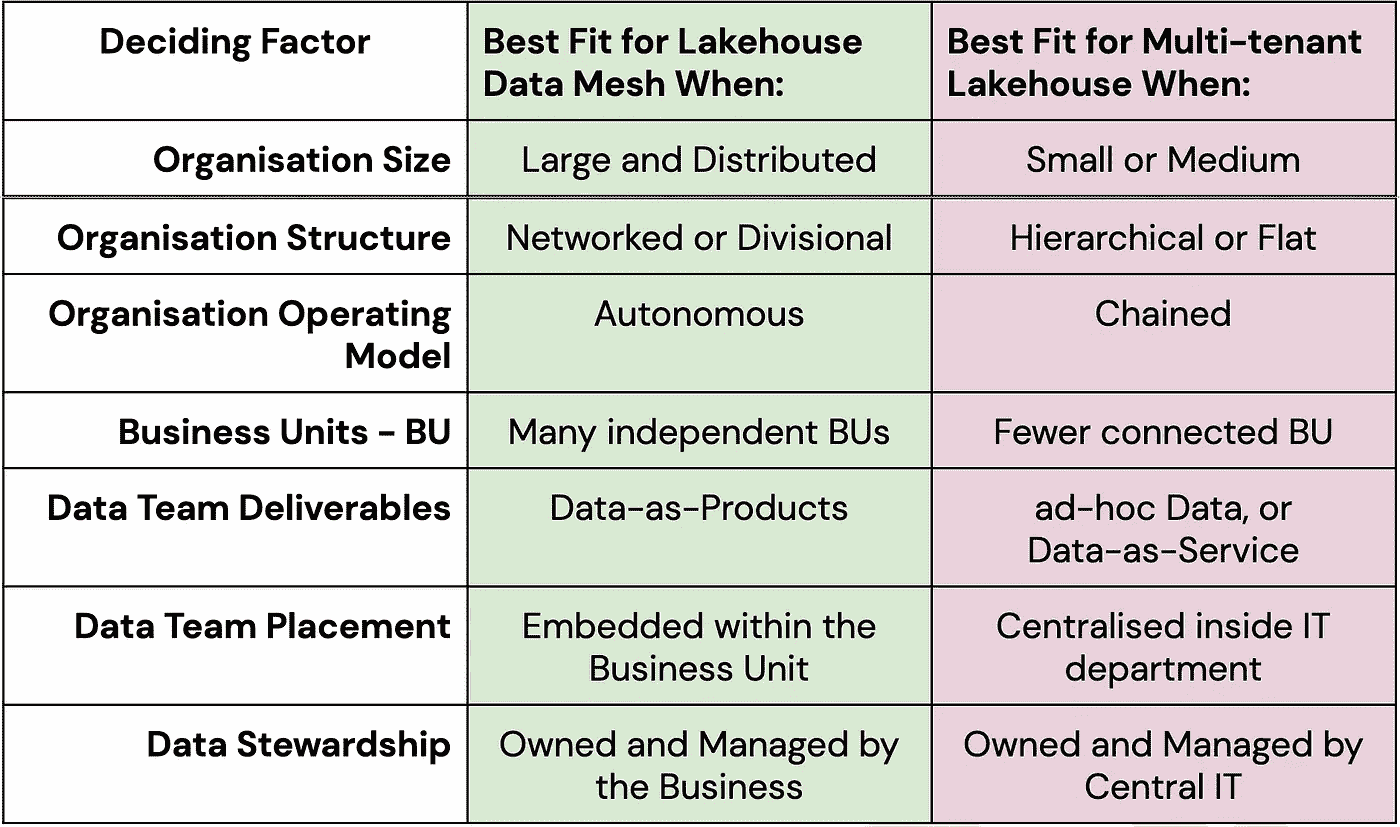 Deciding Factor
Best Fit for Lakehouse
Data Mesh When:
Best Fit for Multi-tenant
Lakehouse When:
Organisation Size
Large and Distributed
Small or Medium
Organisation Structure
Networked or Divisional
Hierarchical or Flat
Organisation Operating
Model
Autonomous
Chained
Business Units - BU
Many independent BUs
Fewer connected BU
Data Team Deliverables
Data-as-Products
ad-hoc Data, or
Data-as-Service
Data Team Placement
Embedded within the
Business Unit
Centralised inside IT
department
Data Stewardship
Owned and Managed by
the Business
Owned and Managed by
Central IT